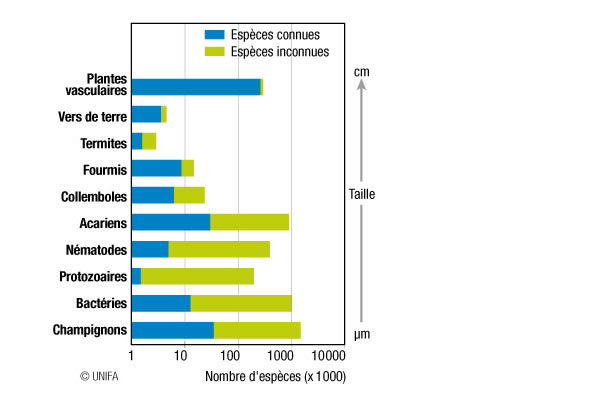 Espèces connues
Espèces inconnues
cm
Plantes
vasculaires
Vers de terre
Termites
Fourmis
Collemboles
Taille
Acariens
Nématodes
Protozoaires
Bactéries
Champignons
µm
1 10 100 1000 10000
© UNIFA
Nombre d'espèces (x 1000)